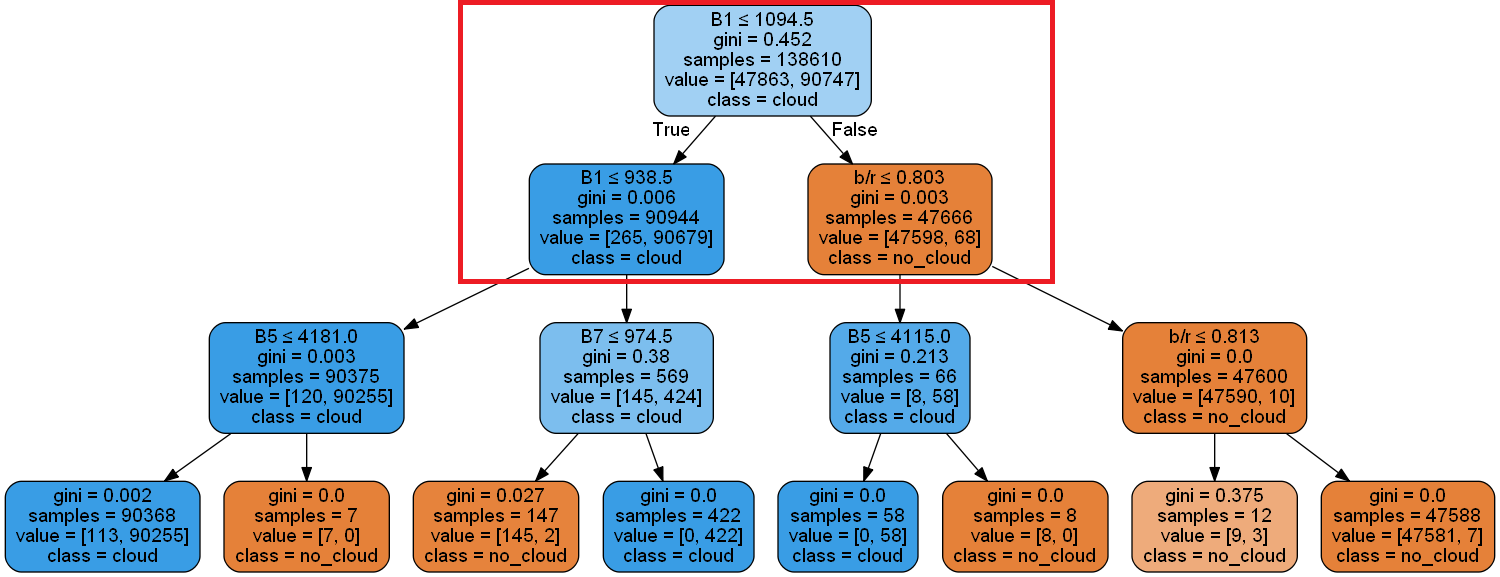 B1 ≤ 1094.5
gini = 0.452
samples = 138610
value = [47863, 90747]
class = cloud
True
False
B1 ≤ 938.5
gini = 0.006
samples = 90944
value = [265, 90679]
class = cloud
b/r ≤ 0.803
gini = 0.003
samples = 47666
value = [47598, 68]
class = no_cloud
B5 ≤ 4181.0
gini = 0.003
samples = 90375
value = [120, 90255]
class = cloud
B7 ≤ 974.5
gini = 0.38
samples = 569
value = [145, 424]
class = cloud
B5 ≤ 4115.0
gini = 0.213
samples = 66
value = [8, 58]
class = cloud
b/r ≤ 0.813
gini = 0.0
samples = 47600
value = [47590, 10]
class = no_cloud
gini = 0.002
samples = 90368
value = [113, 90255]
class = cloud
gini = 0.0
samples = 7
value = [7, 0]
class = no_cloud
gini = 0.027
samples = 147
value = [145, 2]
class = no_cloud
gini = 0.0
samples = 422
value = [0, 422]
class = cloud
gini = 0.0
samples = 58
value = [0, 58]
class = cloud
gini = 0.0
samples = 8
value = [8, 0]
class = no_cloud
gini = 0.375
samples = 12
value = [9, 3]
class = no_cloud
gini = 0.0
samples = 47588
value = [47581, 7]
class = no_cloud